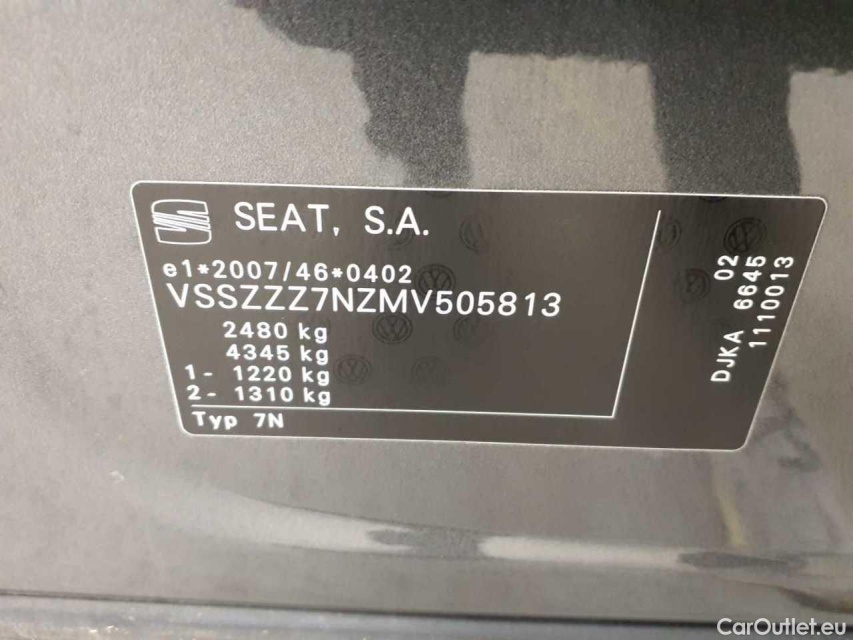 SEAT, S.A.
e1*2007/46*0402
VSSZZZ7NZMV505813
2480 kg
4345 kg
1 - 1220 kg
2 - 1310 kg
Typ 7N
02
DJKA 6645
1110013
CarOutlet.eu